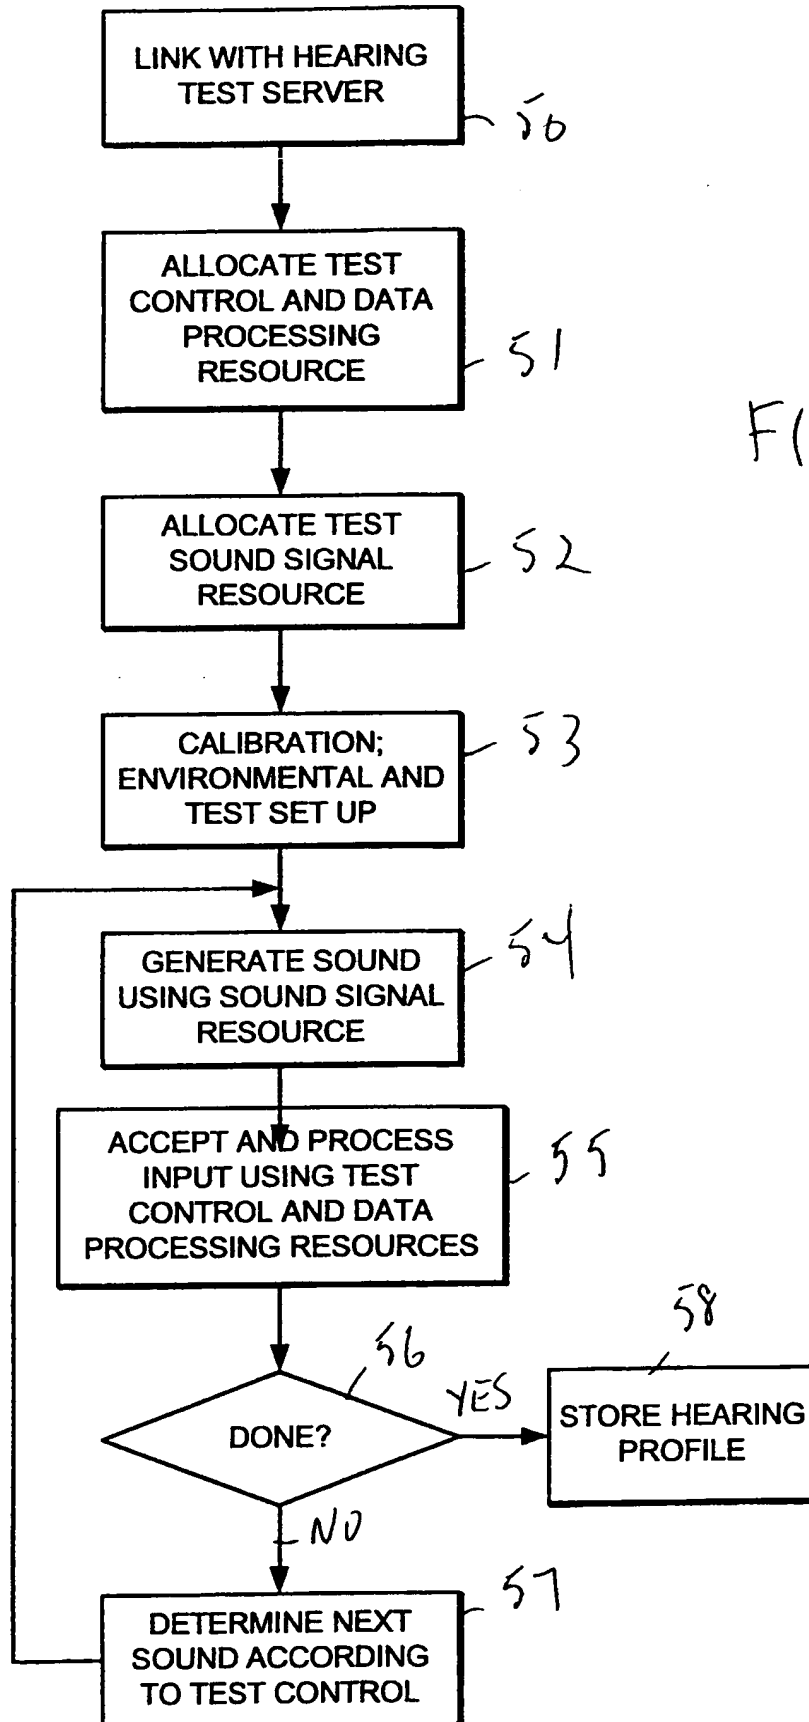 LINK WITH HEARING
TEST SERVER
50
ALLOCATE TEST
CONTROL AND DATA
PROCESSING
RESOURCE
51
F(
ALLOCATE TEST
SOUND SIGNAL
RESOURCE
52
CALIBRATION;
ENVIRONMENTAL AND
TEST SET UP
53
GENERATE SOUND
USING SOUND SIGNAL
RESOURCE
54
ACCEPT AND PROCESS
INPUT USING TEST
CONTROL AND DATA
PROCESSING RESOURCES
55
DONE?
56
YES
STORE HEARING
PROFILE
58
NO
DETERMINE NEXT
SOUND ACCORDING
TO TEST CONTROL
57